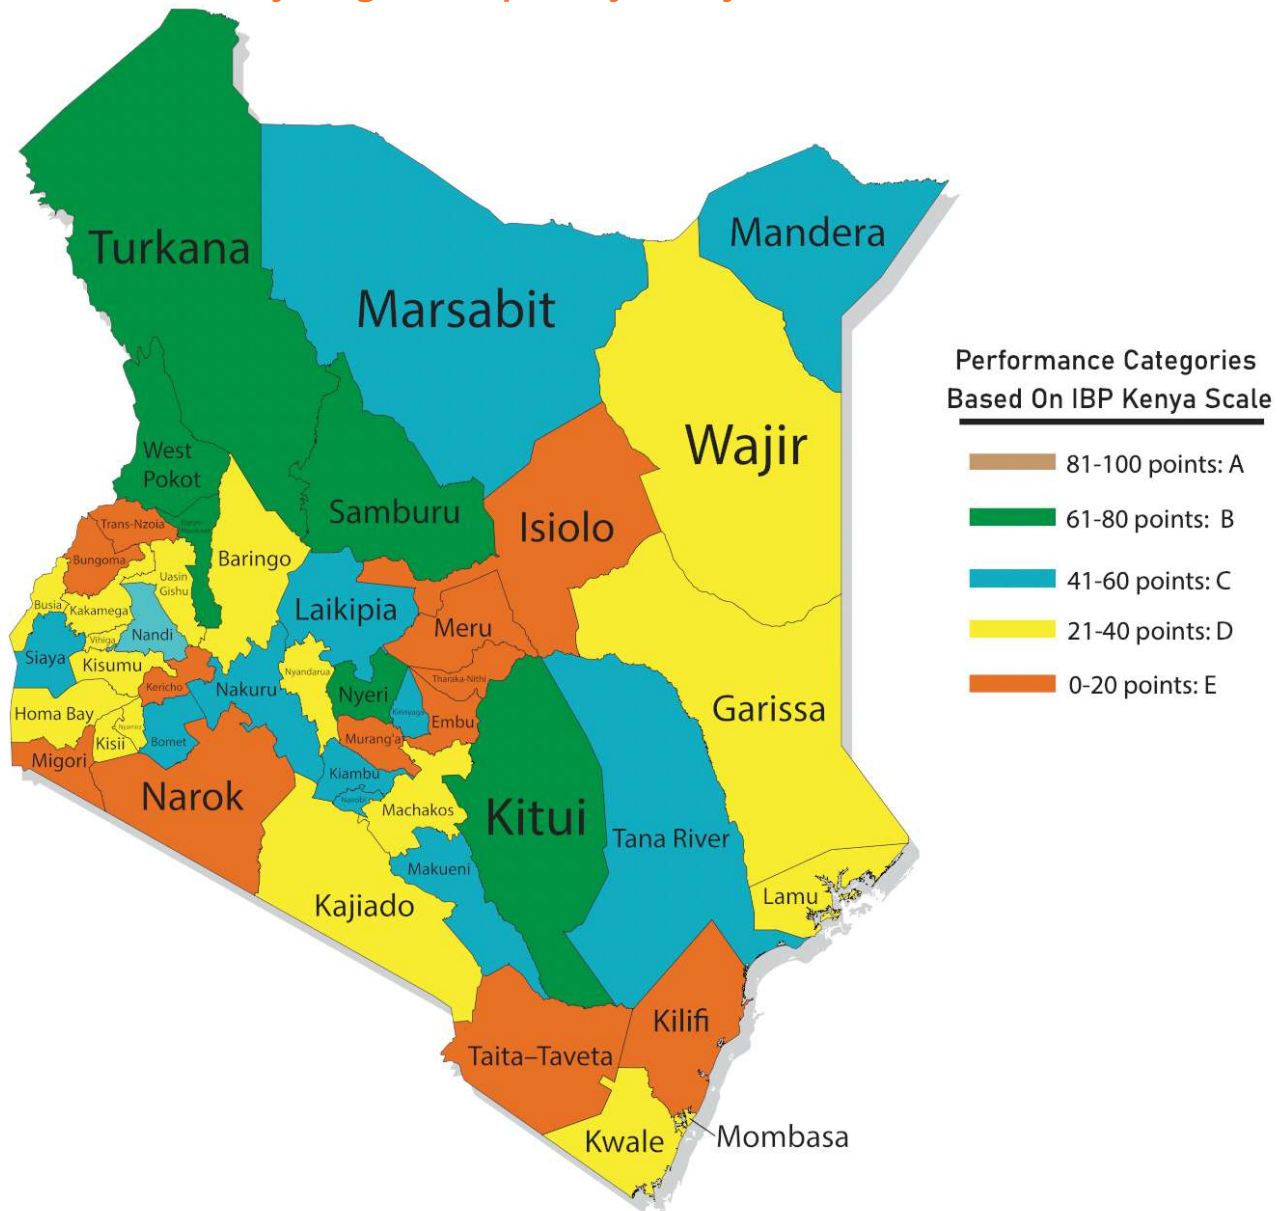 Mandera
Turkana
Marsabit
Performance Categories
Based On IBP Kenya Scale
81-100 points: A
61-80 points: B
41-60 points: C
21-40 points: D
0-20 points: E
Wajir
West
Pokot
Samburu
Isiolo
Trans-Nzoia
Bungoma
Baringo
Uasin
Gishu
Busia
Kakamega
Laikipia
Meru
Nandi
Vihiga
Siaya
Kisumu
Kericho
Nakuru
Nyandarua
Nyeri
Tharaka-Nithi
Kirinyaga
Embu
Garissa
Homa Bay
Nyamira
Kisii
Bomet
Murang'a
Migori
Narok
Kiambu
Nairobi
Machakos
Kitui
Tana River
Makueni
Lamu
Kajiado
Kilifi
Taita–Taveta
Kwale
Mombasa